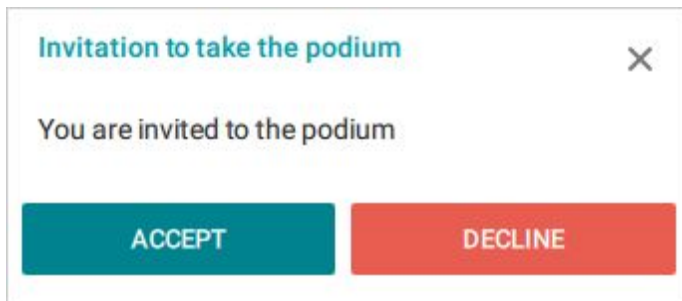 Invitation to take the podium
You are invited to the podium
ACCEPT
DECLINE